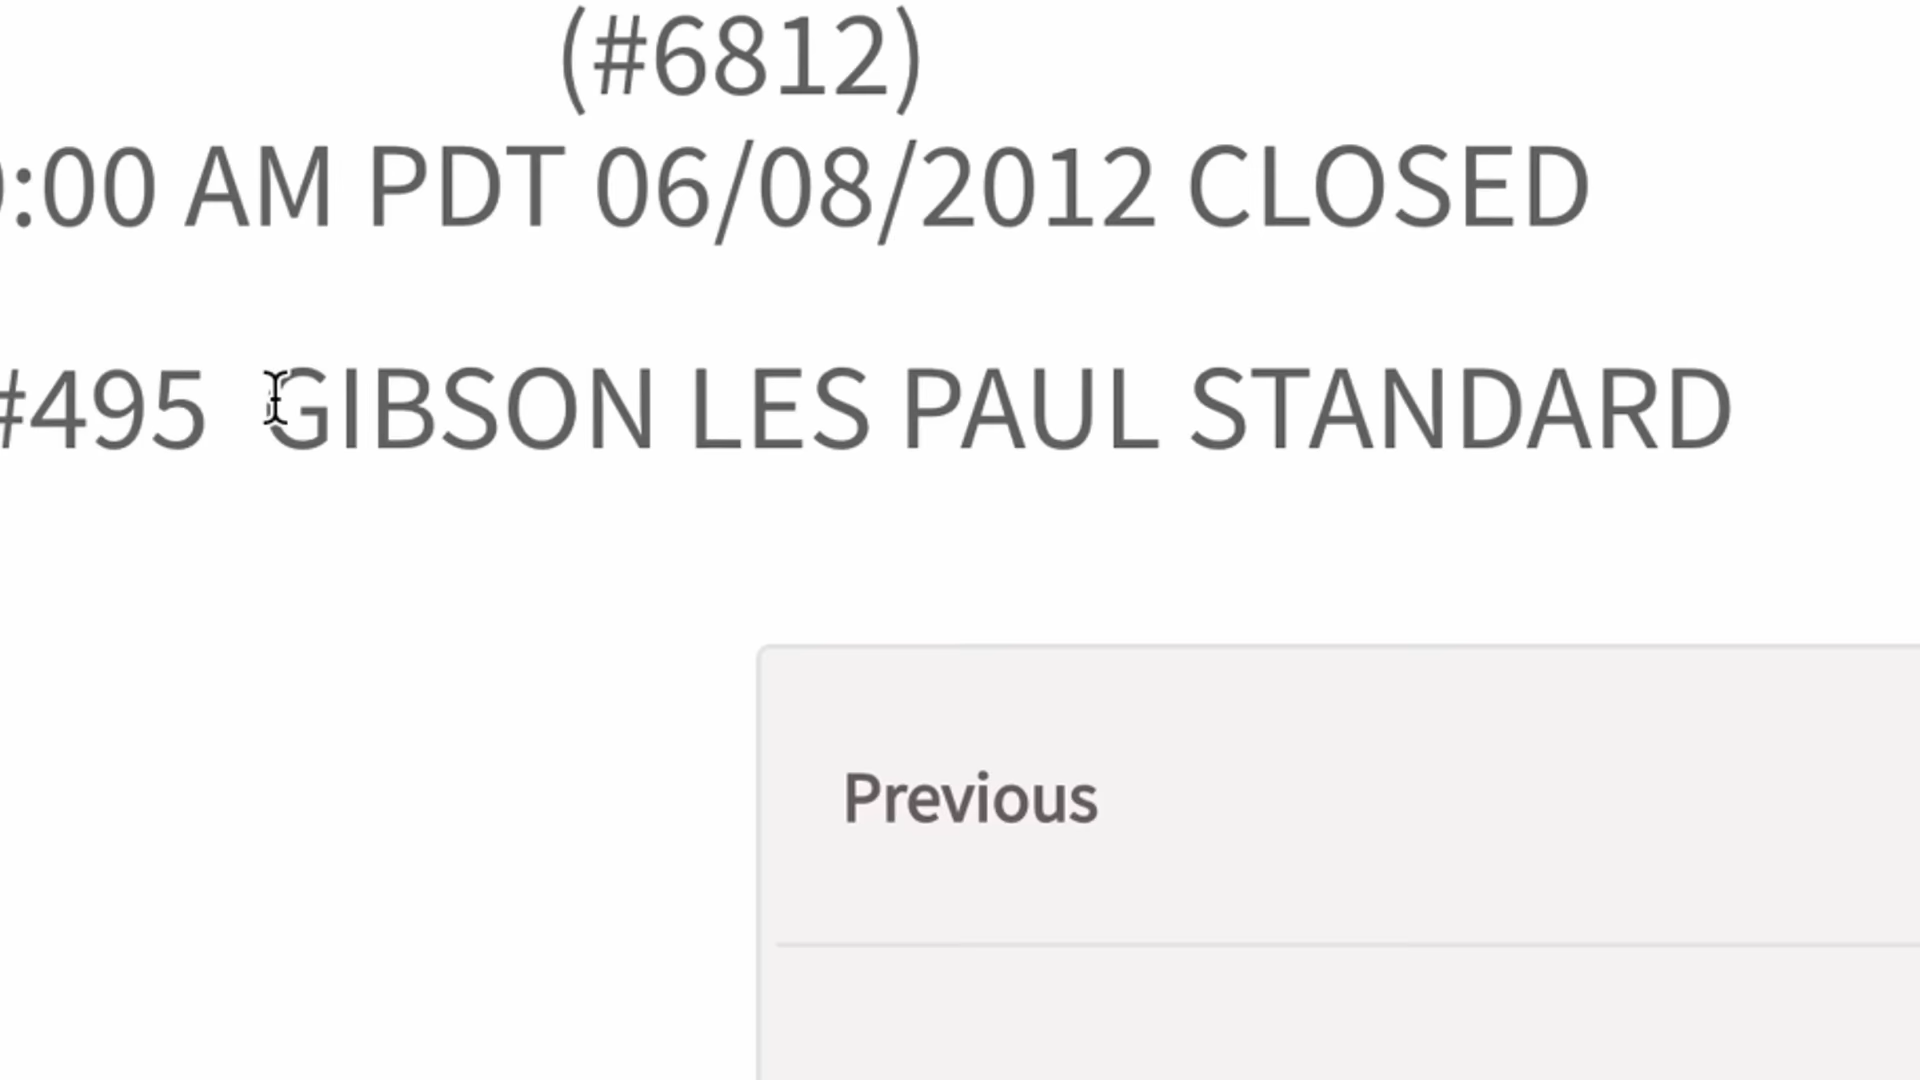 (#6812)
:00 AM PDT 06/08/2012 CLOSED
#495 GIBSON LES PAUL STANDARD
Previous